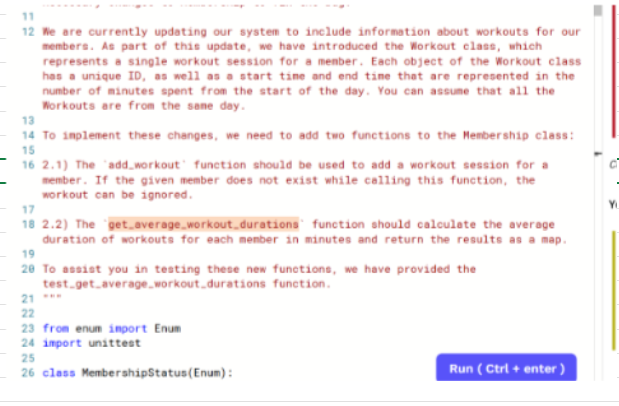 11
12 We are currently updating our system to include information about workouts for our
members. As part of this update, we have introduced the Workout class, which
represents a single workout session for a member. Each object of the Workout class
has a unique ID, as well as a start time and end time that are represented in the
number of minutes spent from the start of the day. You can assume that all the
Workouts are from the same day.
13
14 To implement these changes, we need to add two functions to the Membership class:
15
16 2.1) The `add_workout` function should be used to add a workout session for a
member. If the given member does not exist while calling this function, the
workout can be ignored.
17
18 2.2) The `get_average_workout_durations` function should calculate the average
duration of workouts for each member in minutes and return the results as a map.
19
20 To assist you in testing these new functions, we have provided the
test_get_average_workout_durations function.
21 """
22
23 from enum import Enum
24 import unittest
25
26 class MembershipStatus(Enum):
Run ( Ctrl + enter )